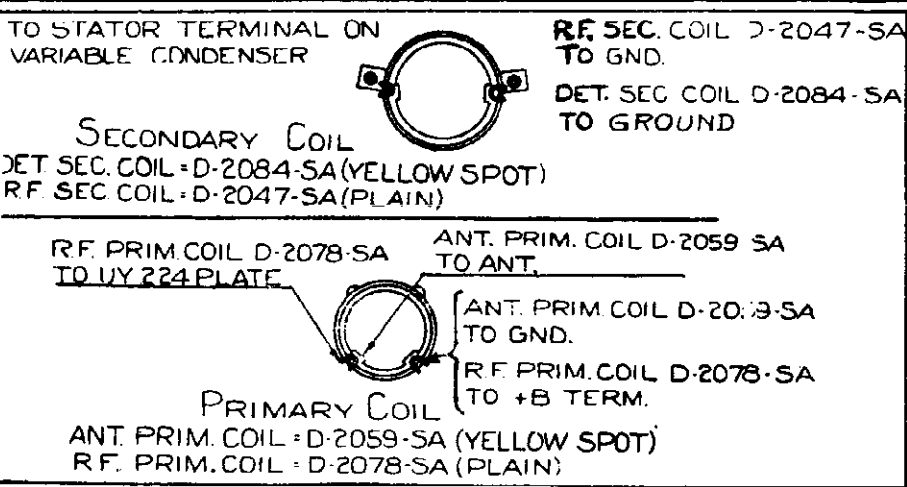 TO STATOR TERMINAL ON
VARIABLE CONDENSER
R.F. SEC. COIL D-2047-SA
TO GND.
DET. SEC COIL D-2084-SA
TO GROUND
SECONDARY COIL
DET. SEC. COIL = D-2084-SA (YELLOW SPOT)
R.F. SEC. COIL = D-2047-SA (PLAIN)
R.F. PRIM. COIL D-2078-SA
TO UY 224 PLATE
ANT. PRIM. COIL D-2059 SA
TO ANT.
ANT. PRIM. COIL
TO GND.
R.F. PRIM. COIL D-2078-SA
TO +B TERM.
PRIMARY COIL
ANT. PRIM. COIL = D-2059-SA (YELLOW SPOT)
R.F. PRIM. COIL = D-2078-SA (PLAIN)